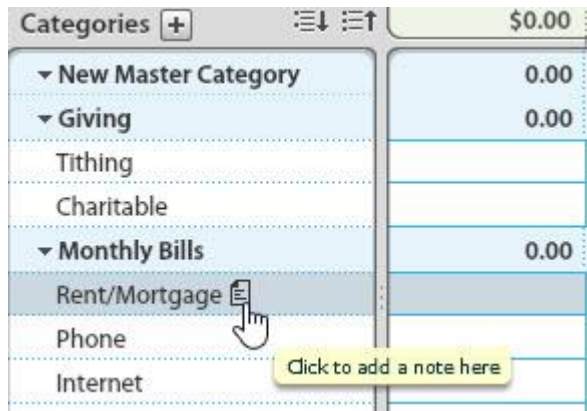 Categories + $0.00
New Master Category 0.00
Giving 0.00
Tithing
Charitable
Monthly Bills 0.00
Rent/Mortgage
Phone
Click to add a note here
Internet